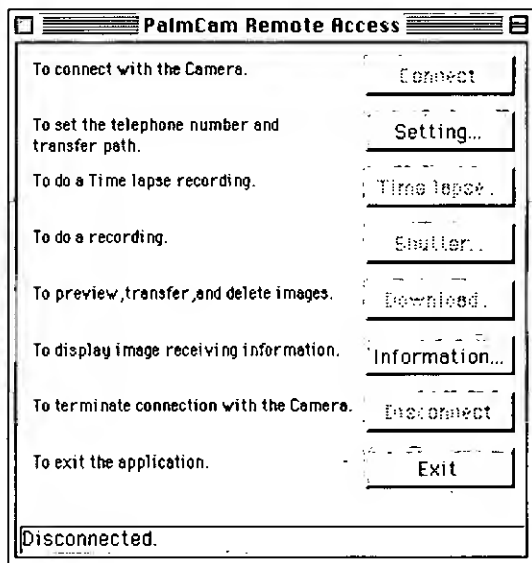 PalmCam Remote Access
To connect with the Camera.
Connect
To set the telephone number and
transfer path.
Setting...
To do a Time lapse recording.
Time lapse.
To do a recording.
Shutter..
To preview,transfer,and delete images.
Download.
To display image receiving information.
Information...
To terminate connection with the Camera.
Disconnect
To exit the application.
Exit
Disconnected.